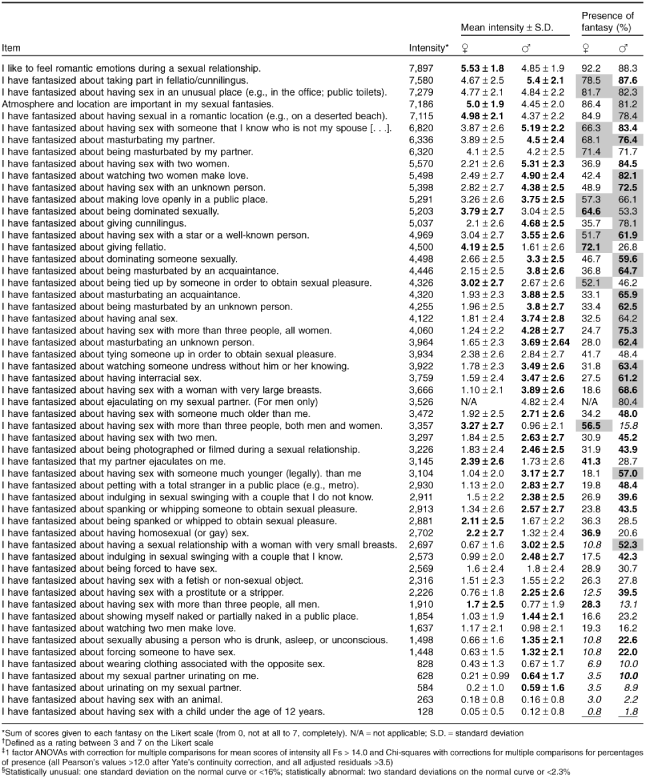 Mean intensity ± S.D.
Presence of fantasy (%)
Item Intensity* ♀ ♂ ♀ ♂
I like to feel romantic emotions during a sexual relationship. 7,897 5.53 ± 1.8 4.85 ± 1.9 92.2 88.3
I have fantasized about taking part in fellatio/cunnilingus. 7,580 4.67 ± 2.5 5.4 ± 2.1 78.5 87.6
I have fantasized about having sex in an unusual place (e.g., in the office; public toilets). 7,279 4.77 ± 2.1 4.84 ± 2.2 81.7 82.3
Atmosphere and location are important in my sexual fantasies. 7,186 5.0 ± 1.9 4.45 ± 2.0 86.4 81.2
I have fantasized about having sexual in a romantic location (e.g., on a deserted beach). 7,115 4.98 ± 2.1 4.37 ± 2.2 84.9 78.4
I have fantasized about having sex with someone that I know who is not my spouse [. . .]. 6,820 3.87 ± 2.6 5.19 ± 2.2 66.3 83.4
I have fantasized about masturbating my partner. 6,336 3.89 ± 2.5 4.5 ± 2.4 68.1 76.4
I have fantasized about being masturbated by my partner. 6,320 4.1 ± 2.5 4.2 ± 2.5 71.4 71.7
I have fantasized about having sex with two women. 5,570 2.21 ± 2.6 5.31 ± 2.3 36.9 84.5
I have fantasized about watching two women make love. 5,498 2.49 ± 2.7 4.90 ± 2.4 42.4 82.1
I have fantasized about having sex with an unknown person. 5,398 2.82 ± 2.7 4.38 ± 2.5 48.9 72.5
I have fantasized about making love openly in a public place. 5,291 3.26 ± 2.6 3.75 ± 2.5 57.3 66.1
I have fantasized about being dominated sexually. 5,203 3.79 ± 2.7 3.04 ± 2.5 64.6 53.3
I have fantasized about giving cunnilingus. 5,037 2.1 ± 2.6 4.68 ± 2.5 35.7 78.1
I have fantasized about having sex with a star or a well-known person. 4,969 3.04 ± 2.7 3.55 ± 2.6 51.7 61.9
I have fantasized about giving fellatio. 4,500 4.19 ± 2.5 1.61 ± 2.6 72.1 26.8
I have fantasized about dominating someone sexually. 4,498 2.66 ± 2.5 3.3 ± 2.5 46.7 59.6
I have fantasized about being masturbated by an acquaintance. 4,446 2.15 ± 2.5 3.8 ± 2.6 36.8 64.7
I have fantasized about being tied up by someone in order to obtain sexual pleasure. 4,326 3.02 ± 2.7 2.67 ± 2.6 52.1 46.2
I have fantasized about masturbating an acquaintance. 4,320 1.93 ± 2.3 3.88 ± 2.5 33.1 65.9
I have fantasized about being masturbated by an unknown person. 4,255 1.96 ± 2.5 3.8 ± 2.7 33.4 62.5
I have fantasized about having anal sex. 4,122 1.81 ± 2.4 3.74 ± 2.8 32.5 64.2
I have fantasized about having sex with more than three people, all women. 4,060 1.24 ± 2.2 4.28 ± 2.7 24.7 75.3
I have fantasized about masturbating an unknown person. 3,964 1.65 ± 2.3 3.69 ± 2.64 28.0 62.4
I have fantasized about tying someone up in order to obtain sexual pleasure. 3,934 2.38 ± 2.6 2.84 ± 2.7 41.7 48.4
I have fantasized about watching someone undress without him or her knowing. 3,922 1.78 ± 2.3 3.49 ± 2.6 31.8 63.4
I have fantasized about having interracial sex. 3,759 1.59 ± 2.4 3.47 ± 2.6 27.5 61.2
I have fantasized about having sex with a woman with very large breasts. 3,666 1.10 ± 2.1 3.89 ± 2.6 18.6 68.6
I have fantasized about ejaculating on my sexual partner. (For men only) 3,526 N/A 4.82 ± 2.4 N/A 80.4
I have fantasized about having sex with someone much older than me. 3,472 1.92 ± 2.5 2.71 ± 2.6 34.2 48.0
I have fantasized about having sex with more than three people, both men and women. 3,357 3.27 ± 2.7 0.96 ± 2.1 56.5 15.8
I have fantasized about having sex with two men. 3,297 1.84 ± 2.5 2.63 ± 2.7 30.9 45.2
I have fantasized about being photographed or filmed during a sexual relationship. 3,226 1.83 ± 2.4 2.46 ± 2.5 31.9 43.9
I have fantasized that my partner ejaculates on me. 3,145 2.39 ± 2.6 1.73 ± 2.6 41.3 28.7
I have fantasized about having sex with someone much younger (legally). than me 3,104 1.04 ± 2.0 3.17 ± 2.7 18.1 57.0
I have fantasized about petting with a total stranger in a public place (e.g., metro). 2,930 1.13 ± 2.0 2.83 ± 2.7 19.8 48.4
I have fantasized about indulging in sexual swinging with a couple that I do not know. 2,911 1.5 ± 2.2 2.38 ± 2.5 26.9 39.6
I have fantasized about spanking or whipping someone to obtain sexual pleasure. 2,913 1.34 ± 2.6 2.57 ± 2.7 23.8 43.5
I have fantasized about being spanked or whipped to obtain sexual pleasure. 2,881 2.11 ± 2.5 1.67 ± 2.2 36.3 28.5
I have fantasized about having homosexual (or gay) sex. 2,702 2.2 ± 2.7 1.32 ± 2.4 36.9 20.6
I have fantasized about having a sexual relationship with a woman with very small breasts. 2,697 0.67 ± 1.6 3.02 ± 2.5 10.8 52.3
I have fantasized about indulging in sexual swinging with a couple that I know. 2,573 0.99 ± 2.0 2.48 ± 2.7 17.5 42.3
I have fantasized about being forced to have sex. 2,569 1.6 ± 2.4 1.8 ± 2.4 28.9 30.7
I have fantasized about having sex with a fetish or non-sexual object. 2,316 1.51 ± 2.3 1.55 ± 2.2 26.3 27.8
I have fantasized about having sex with a prostitute or a stripper. 2,226 0.76 ± 1.8 2.25 ± 2.6 12.5 39.5
I have fantasized about having sex with more than three people, all men. 1,910 1.7 ± 2.5 0.77 ± 1.9 28.3 13.1
I have fantasized about showing myself naked or partially naked in a public place. 1,854 1.03 ± 1.9 1.44 ± 2.1 16.6 23.2
I have fantasized about watching two men make love. 1,637 1.17 ± 2.1 0.98 ± 2.1 19.3 16.2
I have fantasized about sexually abusing a person who is drunk, asleep, or unconscious. 1,498 0.66 ± 1.6 1.35 ± 2.1 10.8 22.6
I have fantasized about forcing someone to have sex. 1,448 0.63 ± 1.5 1.32 ± 2.1 10.8 22.0
I have fantasized about wearing clothing associated with the opposite sex. 828 0.43 ± 1.3 0.67 ± 1.7 6.9 10.0
I have fantasized about my sexual partner urinating on me. 628 0.21 ± 0.99 0.64 ± 1.7 3.5 10.0
I have fantasized about urinating on my sexual partner. 584 0.2 ± 1.0 0.59 ± 1.6 3.5 8.9
I have fantasized about having sex with an animal. 263 0.18 ± 0.8 0.16 ± 0.8 3.0 2.2
I have fantasized about having sex with a child under the age of 12 years. 128 0.05 ± 0.5 0.12 ± 0.8 0.8 1.8
*Sum of scores given to each fantasy on the Likert scale (from 0, not at all to 7, completely). N/A = not applicable; S.D. = standard deviation
†Defined as a rating between 3 and 7 on the Likert scale
‡1 factor ANOVAs with correction for multiple comparisons for mean scores of intensity all Fs > 14.0 and Chi-squares with corrections for multiple comparisons for percentages
of presence (all Pearson's values >12.0 after Yate's continuity correction, and all adjusted residuals >3.5)
§Statistically unusual: one standard deviation on the normal curve or <16%; statistically abnormal: two standard deviations on the normal curve or <2.3%